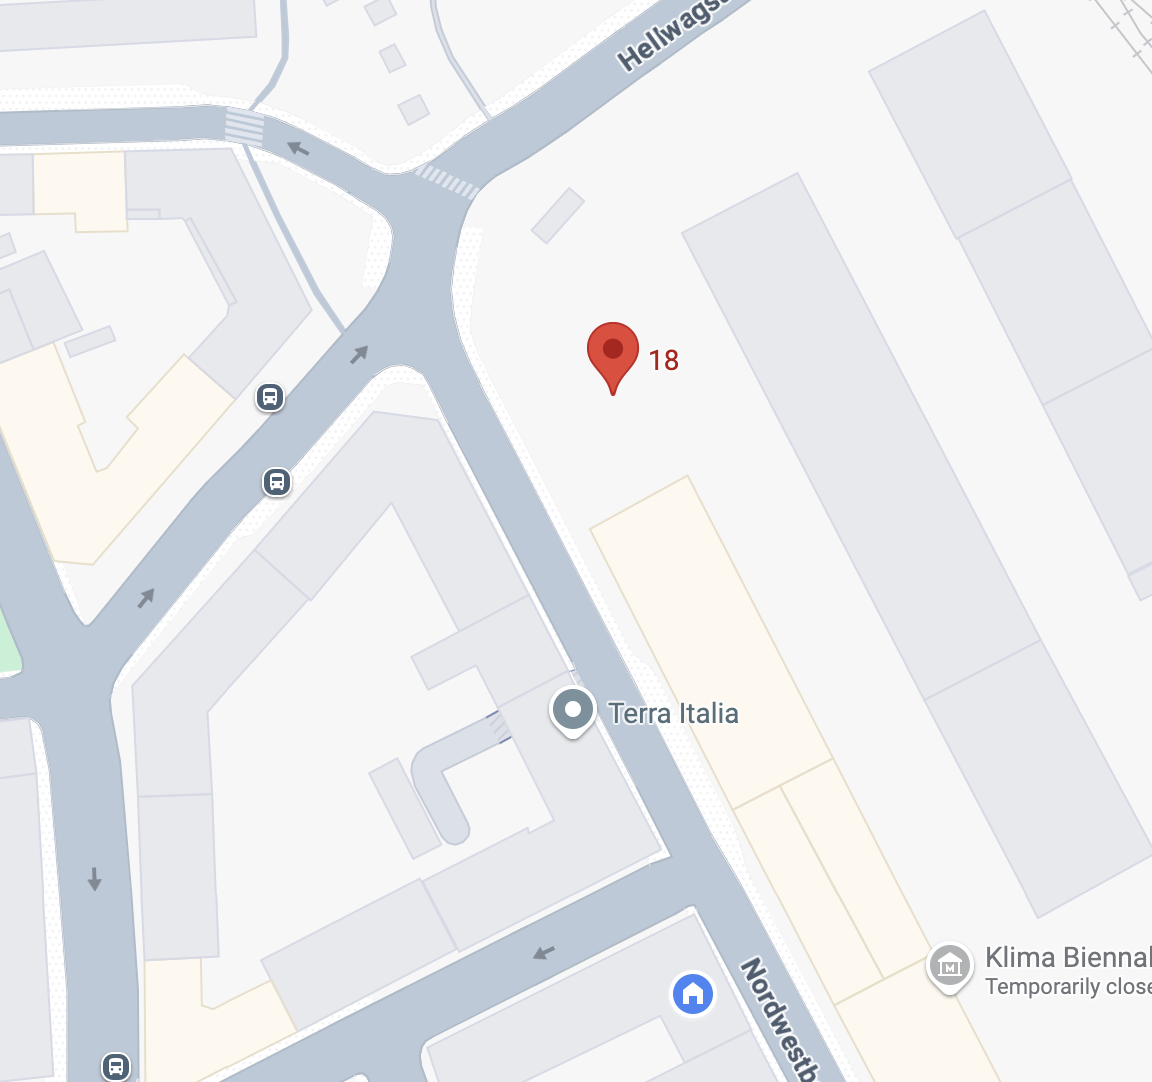 Hellwags
18
Terra Italia
Klima Biennal
Temporarily close
Nordwestb